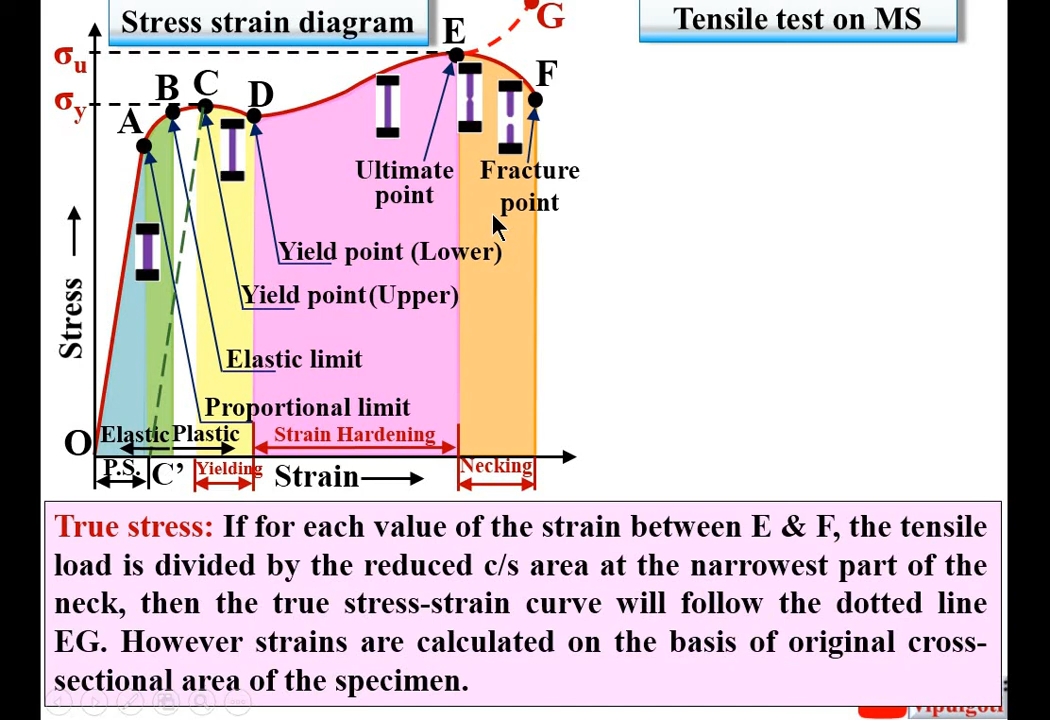 Stress strain diagram
Tensile test on MS
G
E
σu
F
B
C
D
σy
A
Ultimate
point
Fracture
point
Yield point (Lower)
Yield point(Upper)
Stress
Elastic limit
Proportional limit
O
Elastic
Plastic
Strain Hardening
P.S.
C’
Yielding
Strain
Necking
True stress: If for each value of the strain between E & F, the tensile
load is divided by the reduced c/s area at the narrowest part of the
neck, then the true stress-strain curve will follow the dotted line
EG. However strains are calculated on the basis of original cross-
sectional area of the specimen.